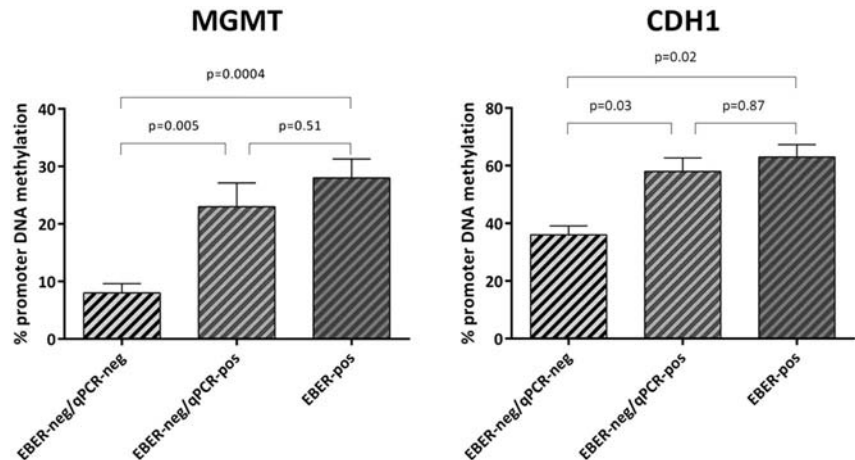 MGMT
p=0.0004
p=0.005
p=0.51
% promoter DNA methylation
40
30
20
10
0
EBER-neg/qPCR-neg
EBER-neg/qPCR-pos
EBER-pos
CDH1
p=0.02
p=0.03
p=0.87
% promoter DNA methylation
80
60
40
20
0
EBER-neg/qPCR-neg
EBER-neg/qPCR-pos
EBER-pos